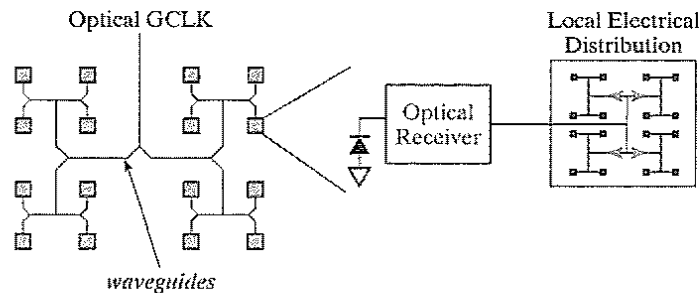 Optical GCLK
Local Electrical
Distribution
Optical
Receiver
waveguides